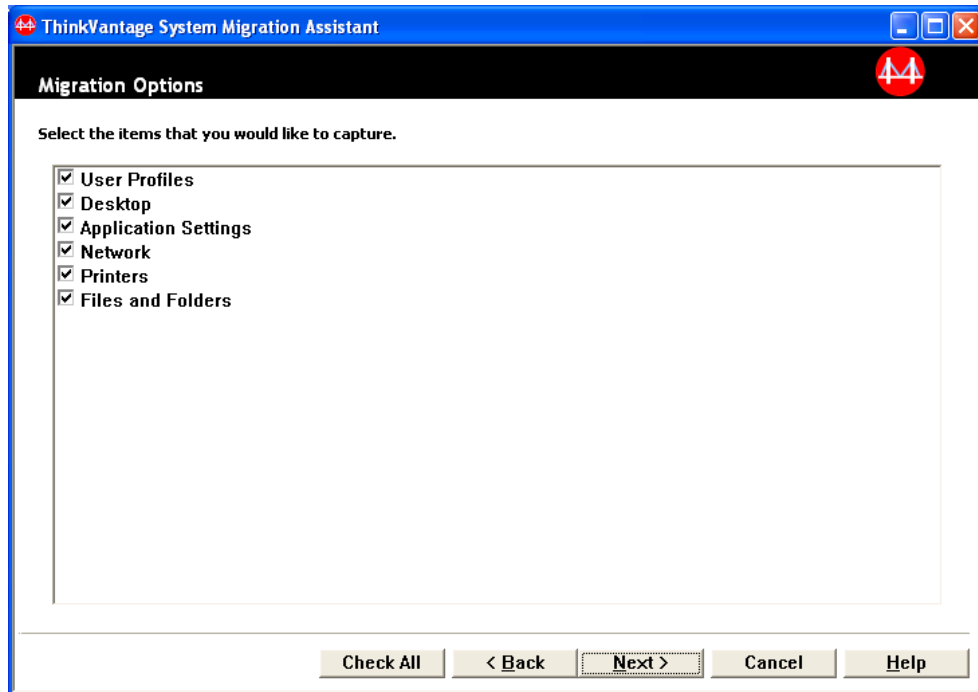 ThinkVantage System Migration Assistant
Migration Options
Select the items that you would like to capture.
User Profiles
Desktop
Application Settings
Network
Printers
Files and Folders
Check All < Back Next > Cancel Help